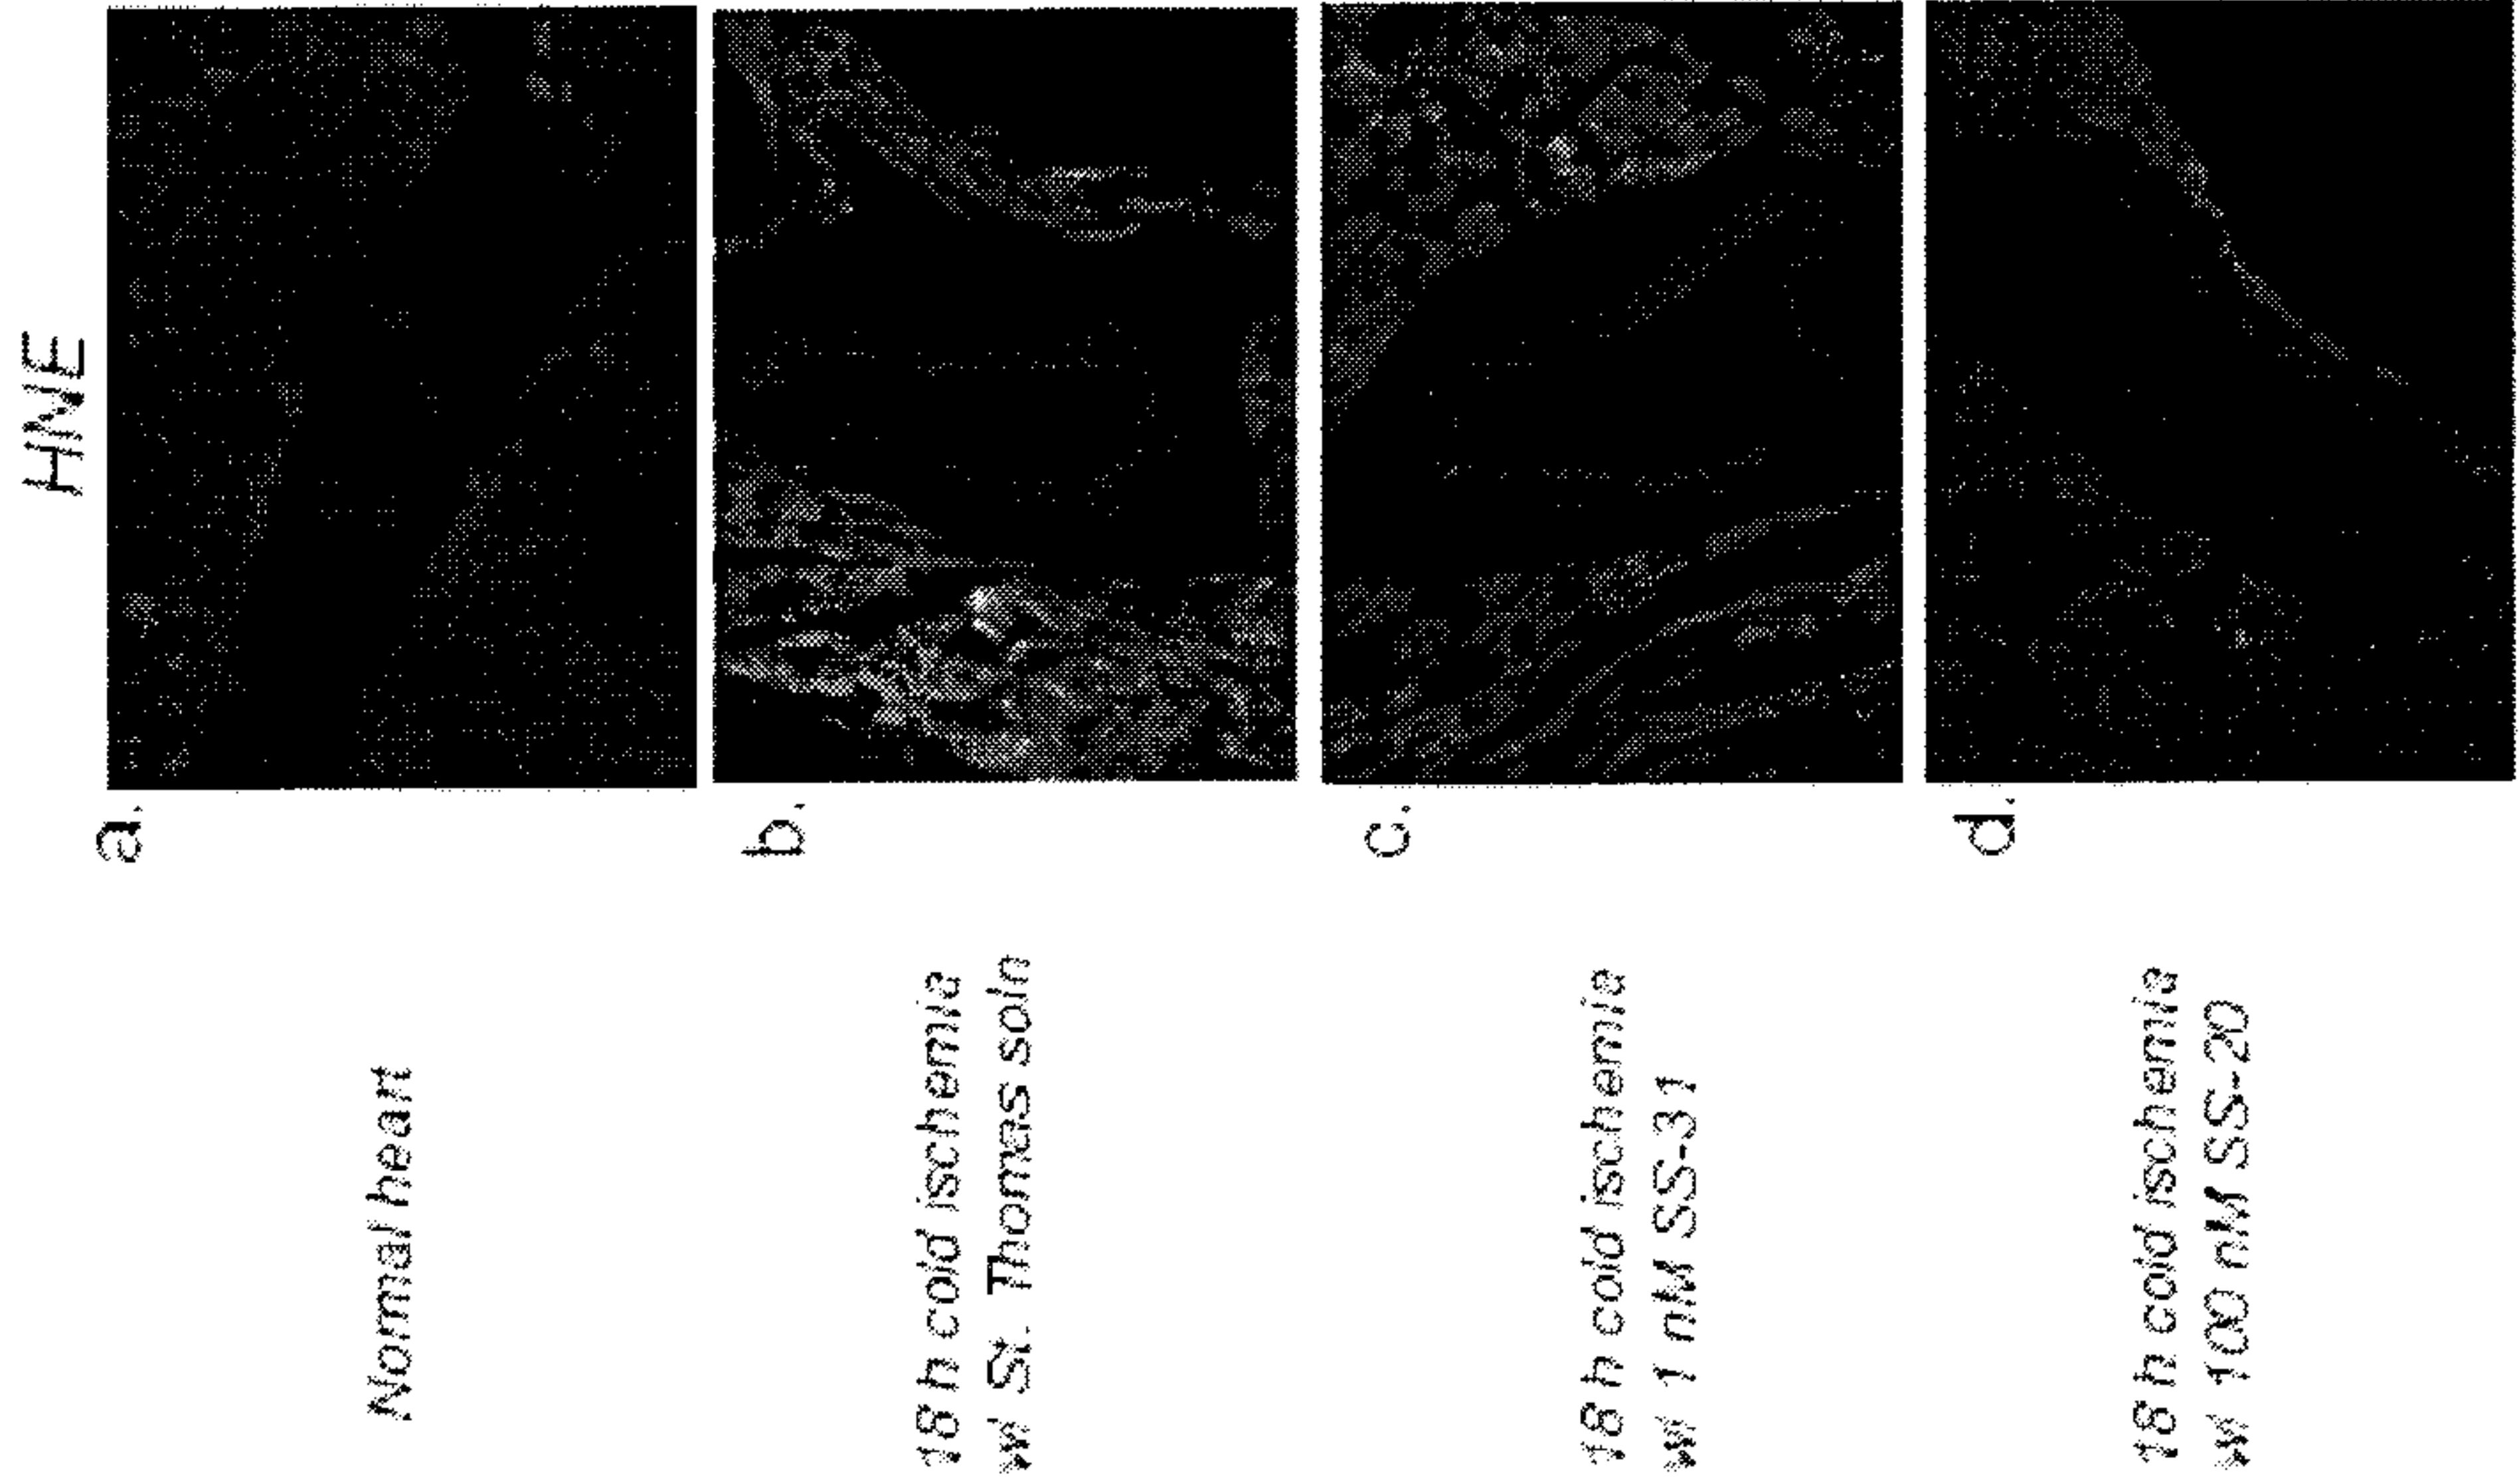 HNE
a.
Normal heart
b.
18 h cold ischemia
w/ St. Thomas soln
c.
18 h cold ischemia
w/ 1 nM SS-31
d.
18 h cold ischemia
w/ 100 nM SS-20